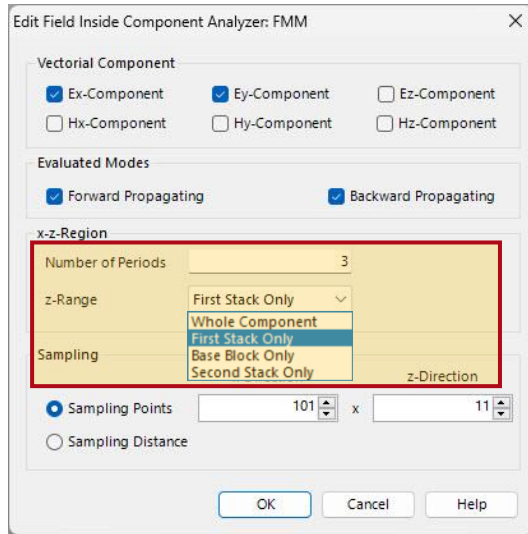 Edit Field Inside Component Analyzer: FMM
Vectorial Component
Ex-Component Ey-Component Ez-Component
Hx-Component Hy-Component Hz-Component
Evaluated Modes
Forward Propagating Backward Propagating
x-z-Region
Number of Periods 3
z-Range First Stack Only
Whole Component
First Stack Only
Base Block Only
Second Stack Only
Sampling
z-Direction
Sampling Points 101 x 11
Sampling Distance
OK Cancel Help